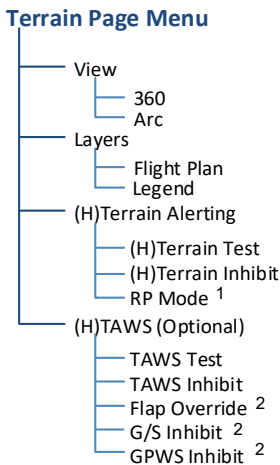 Terrain Page Menu
View
360
Arc
Layers
Flight Plan
Legend
(H)Terrain Alerting
(H)Terrain Test
(H)Terrain Inhibit
RP Mode 1
(H)TAWS (Optional)
TAWS Test
TAWS Inhibit
Flap Override 2
G/S Inhibit 2
GPWS Inhibit 2